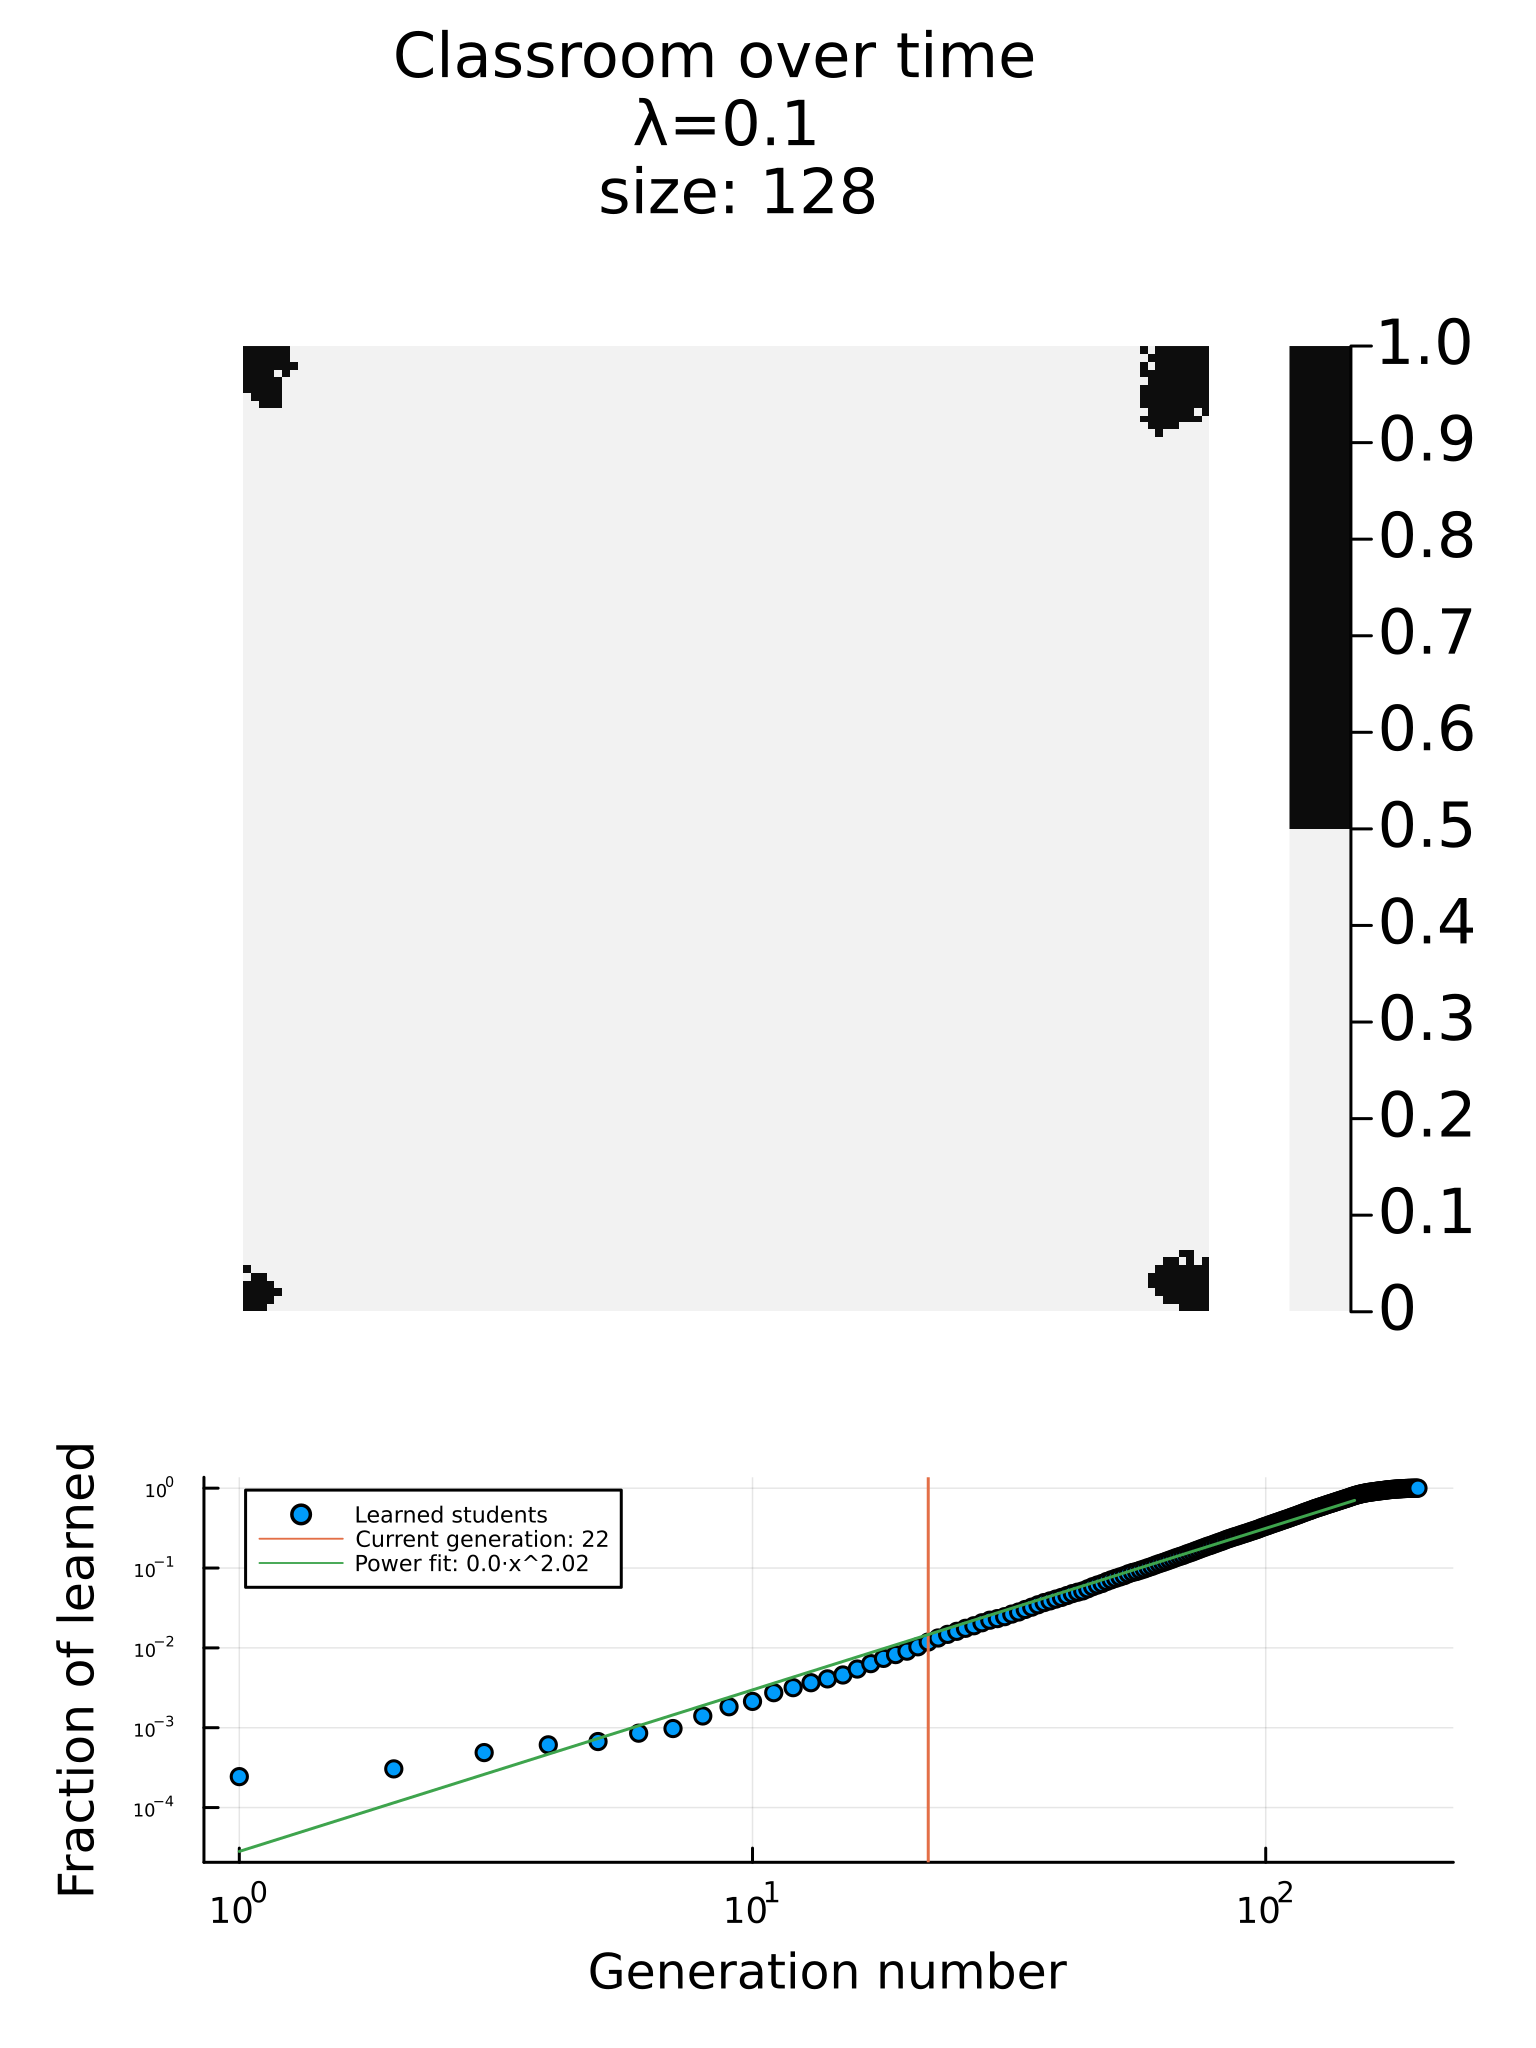 Classroom over time
λ=0.1
size: 128
1.0
0.9
0.8
0.7
0.6
0.5
0.4
0.3
0.2
0.1
0
Fraction of learned
10^0
10^-1
10^-2
10^-3
10^-4
Learned students
Current generation: 22
Power fit: 0.0·x^2.02
10^0
10^1
10^2
Generation number